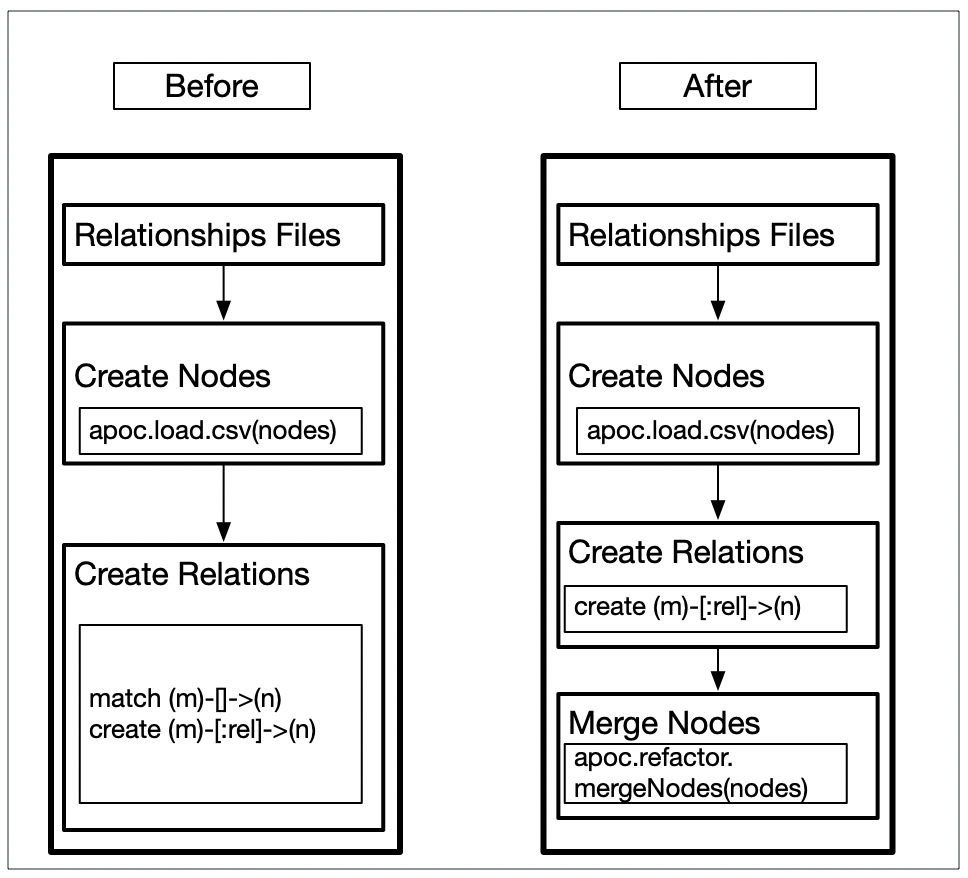 Before
Relationships Files
Create Nodes
apoc.load.csv(nodes)
Create Relations
match (m)-[]->(n)
create (m)-[:rel]->(n)
After
Relationships Files
Create Nodes
apoc.load.csv(nodes)
Create Relations
create (m)-[:rel]->(n)
Merge Nodes
apoc.refactor.
mergeNodes(nodes)